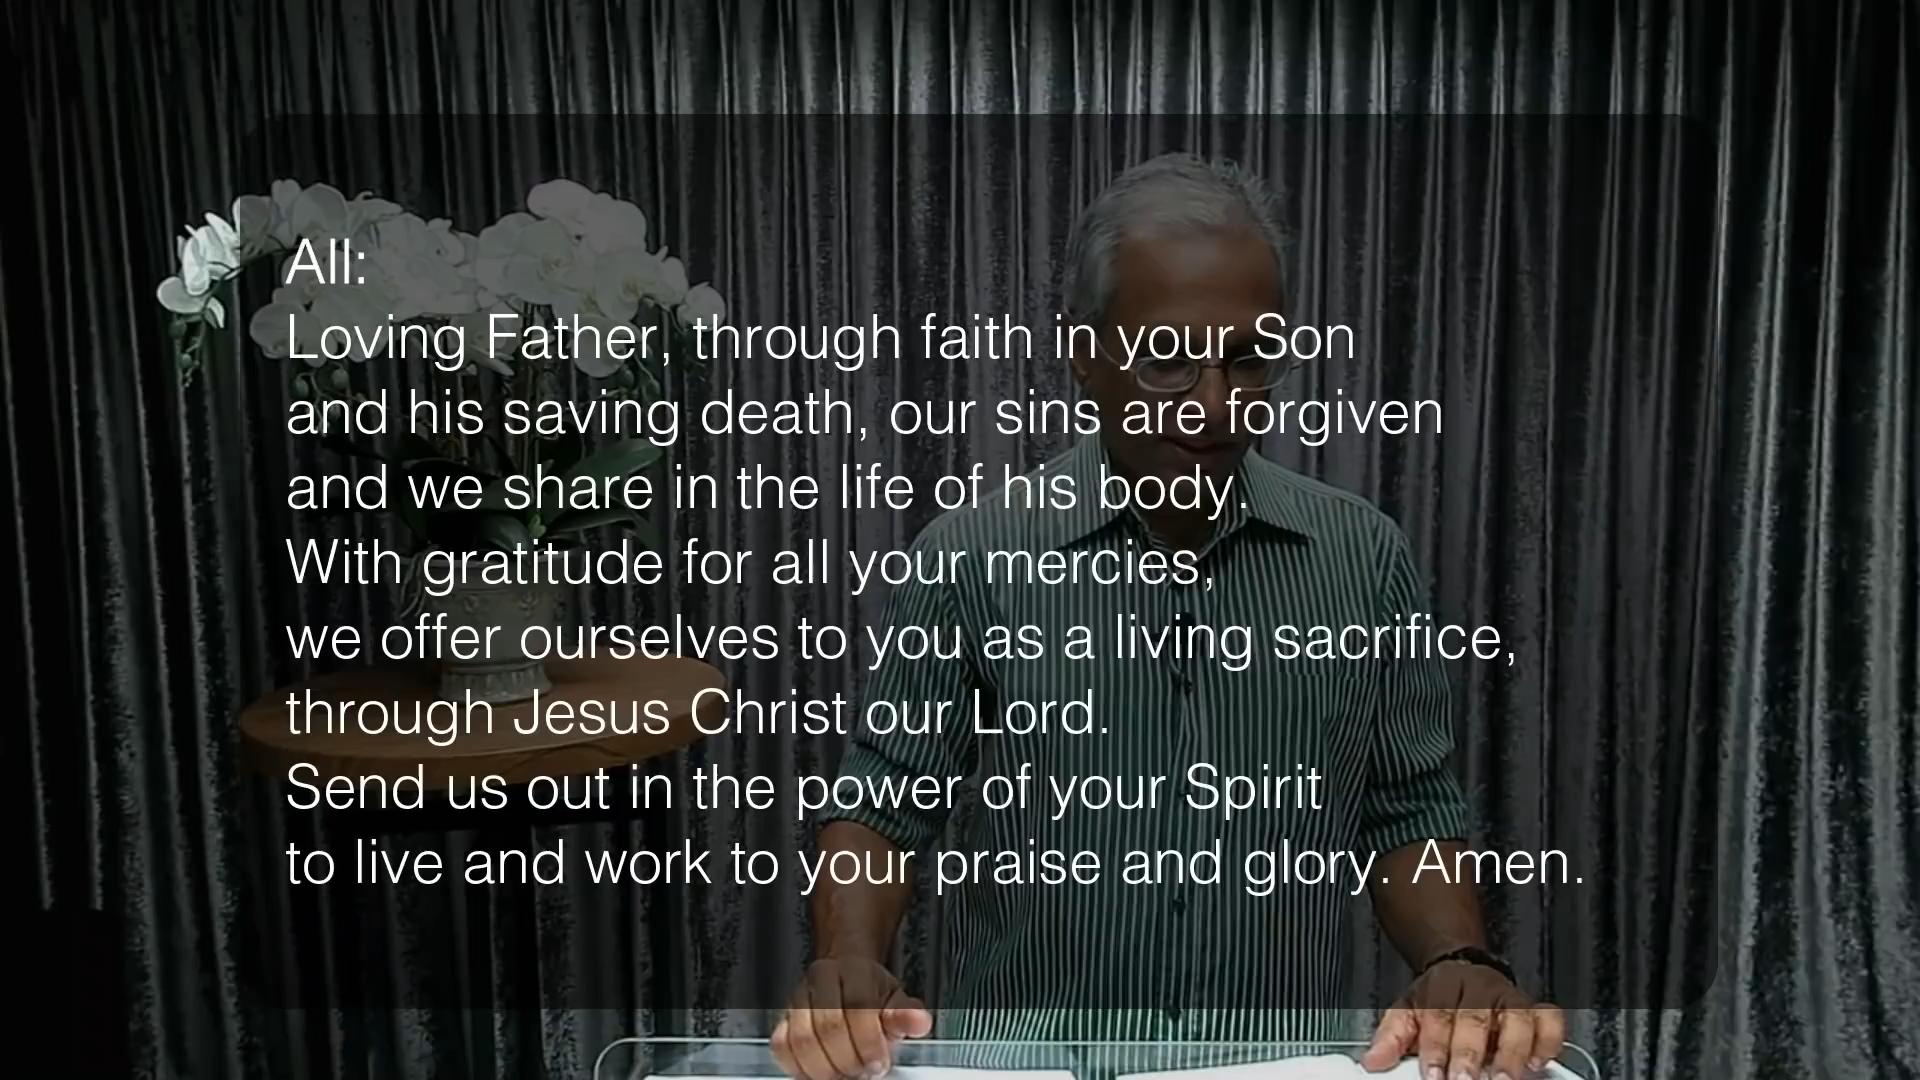 All:
Loving Father, through faith in your Son
and his saving death, our sins are forgiven
and we share in the life of his body.
With gratitude for all your mercies,
we offer ourselves to you as a living sacrifice,
through Jesus Christ our Lord.
Send us out in the power of your Spirit
to live and work to your praise and glory. Amen.